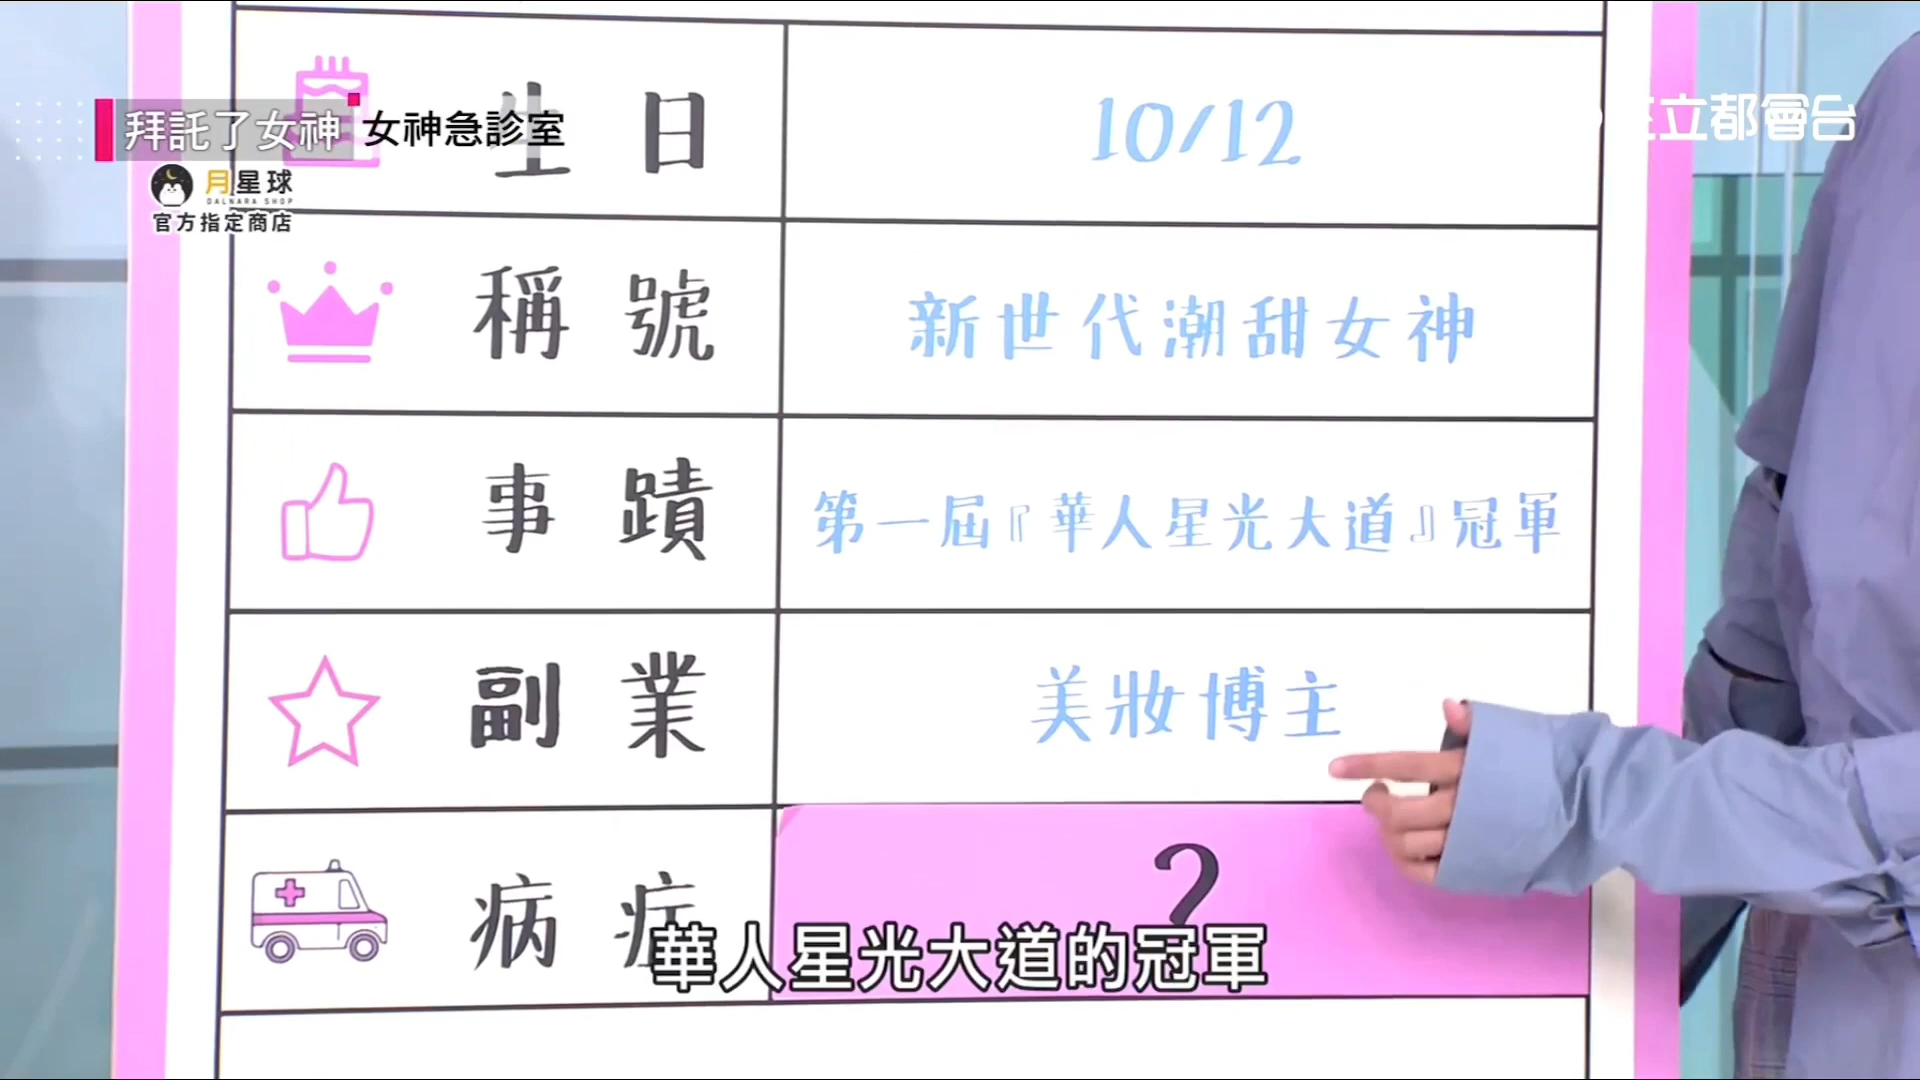 生日 10/12
拜託了女神 女神急診室
立都會台
月星球
DALNARA SHOP
官方指定商店
稱號 新世代潮甜女神
事蹟 第一屆『華人星光大道』冠軍
副業 美妝博主
病症 ?
華人星光大道的冠軍